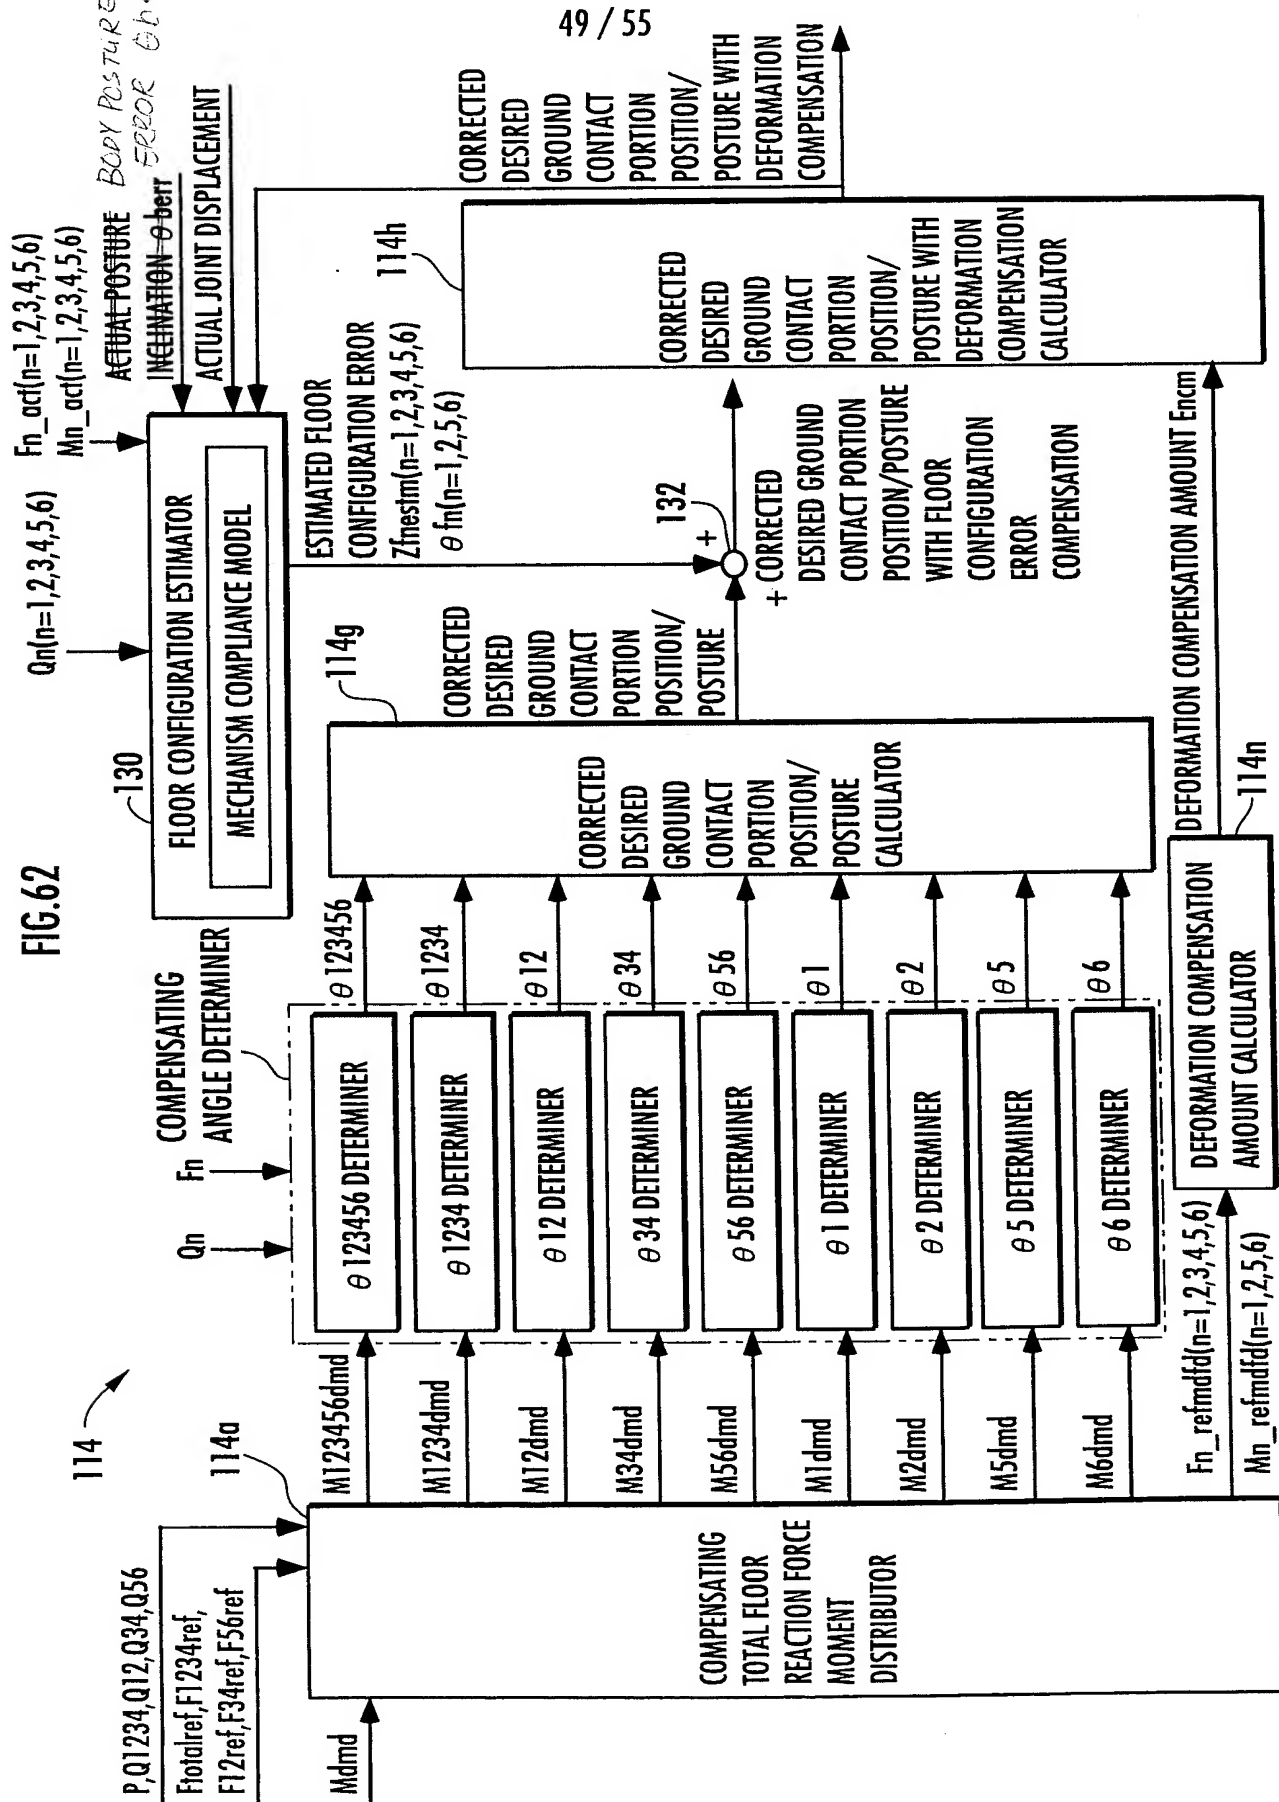 49 / 55
FIG.62
114
P,Q1234,Q12,Q34,Q56
Ftotalref,F1234ref,
F12ref,F34ref,F56ref
Mdmd
114a
COMPENSATING
TOTAL FLOOR
REACTION FORCE
MOMENT
DISTRIBUTOR
M123456dmd
M1234dmd
M12dmd
M34dmd
M56dmd
M1dmd
M2dmd
M5dmd
M6dmd
Fn_refmdfd(n=1,2,3,4,5,6)
Mn_refmdfd(n=1,2,5,6)
Qn
Fn
COMPENSATING
ANGLE DETERMINER
θ123456 DETERMINER
θ1234 DETERMINER
θ12 DETERMINER
θ34 DETERMINER
θ56 DETERMINER
θ1 DETERMINER
θ2 DETERMINER
θ5 DETERMINER
θ6 DETERMINER
θ123456
θ1234
θ12
θ34
θ56
θ1
θ2
θ5
θ6
DEFORMATION COMPENSATION
AMOUNT CALCULATOR
114n
DEFORMATION COMPENSATION AMOUNT Encm
130
FLOOR CONFIGURATION ESTIMATOR
MECHANISM COMPLIANCE MODEL
Qn(n=1,2,3,4,5,6)
Fn_act(n=1,2,3,4,5,6)
Mn_act(n=1,2,3,4,5,6)
ACTUAL POSTURE
INCLINATION θberr
BODY POSTURE
ERROR
ACTUAL JOINT DISPLACEMENT
ESTIMATED FLOOR
CONFIGURATION ERROR
Zfnestm(n=1,2,3,4,5,6)
θfn(n=1,2,5,6)
114g
CORRECTED
DESIRED
GROUND
CONTACT
PORTION
POSITION/
POSTURE
CALCULATOR
CORRECTED
DESIRED
GROUND
CONTACT
PORTION
POSITION/
POSTURE
132
+
+
CORRECTED
DESIRED GROUND
CONTACT PORTION
POSITION/POSTURE
WITH FLOOR
CONFIGURATION
ERROR
COMPENSATION
114h
CORRECTED
DESIRED
GROUND
CONTACT
PORTION
POSITION/
POSTURE WITH
DEFORMATION
COMPENSATION
CALCULATOR
CORRECTED
DESIRED
GROUND
CONTACT
PORTION
POSITION/
POSTURE WITH
DEFORMATION
COMPENSATION